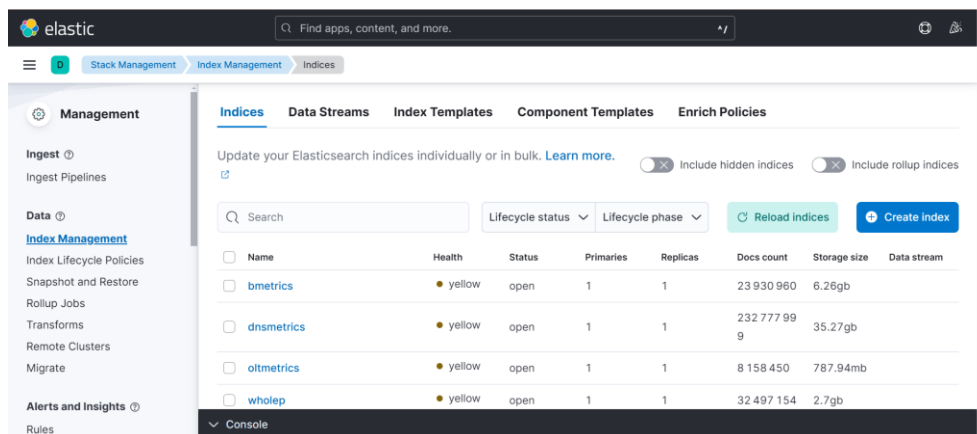 elastic
Find apps, content, and more.
^/
D
Stack Management
Index Management
Indices
Management
Ingest
Ingest Pipelines
Data
Index Management
Index Lifecycle Policies
Snapshot and Restore
Rollup Jobs
Transforms
Remote Clusters
Migrate
Alerts and Insights
Rules
Indices Data Streams Index Templates Component Templates Enrich Policies
Update your Elasticsearch indices individually or in bulk. Learn more.
Include hidden indices
Include rollup indices
Search
Lifecycle status
Lifecycle phase
Reload indices
Create index
Name Health Status Primaries Replicas Docs count Storage size Data stream
bmetrics yellow open 1 1 23 930 960 6.26gb
dnsmetrics yellow open 1 1 232 777 99
9 35.27gb
oltmetrics yellow open 1 1 8 158 450 787.94mb
wholep yellow open 1 1 32 497 154 2.7gb
Console